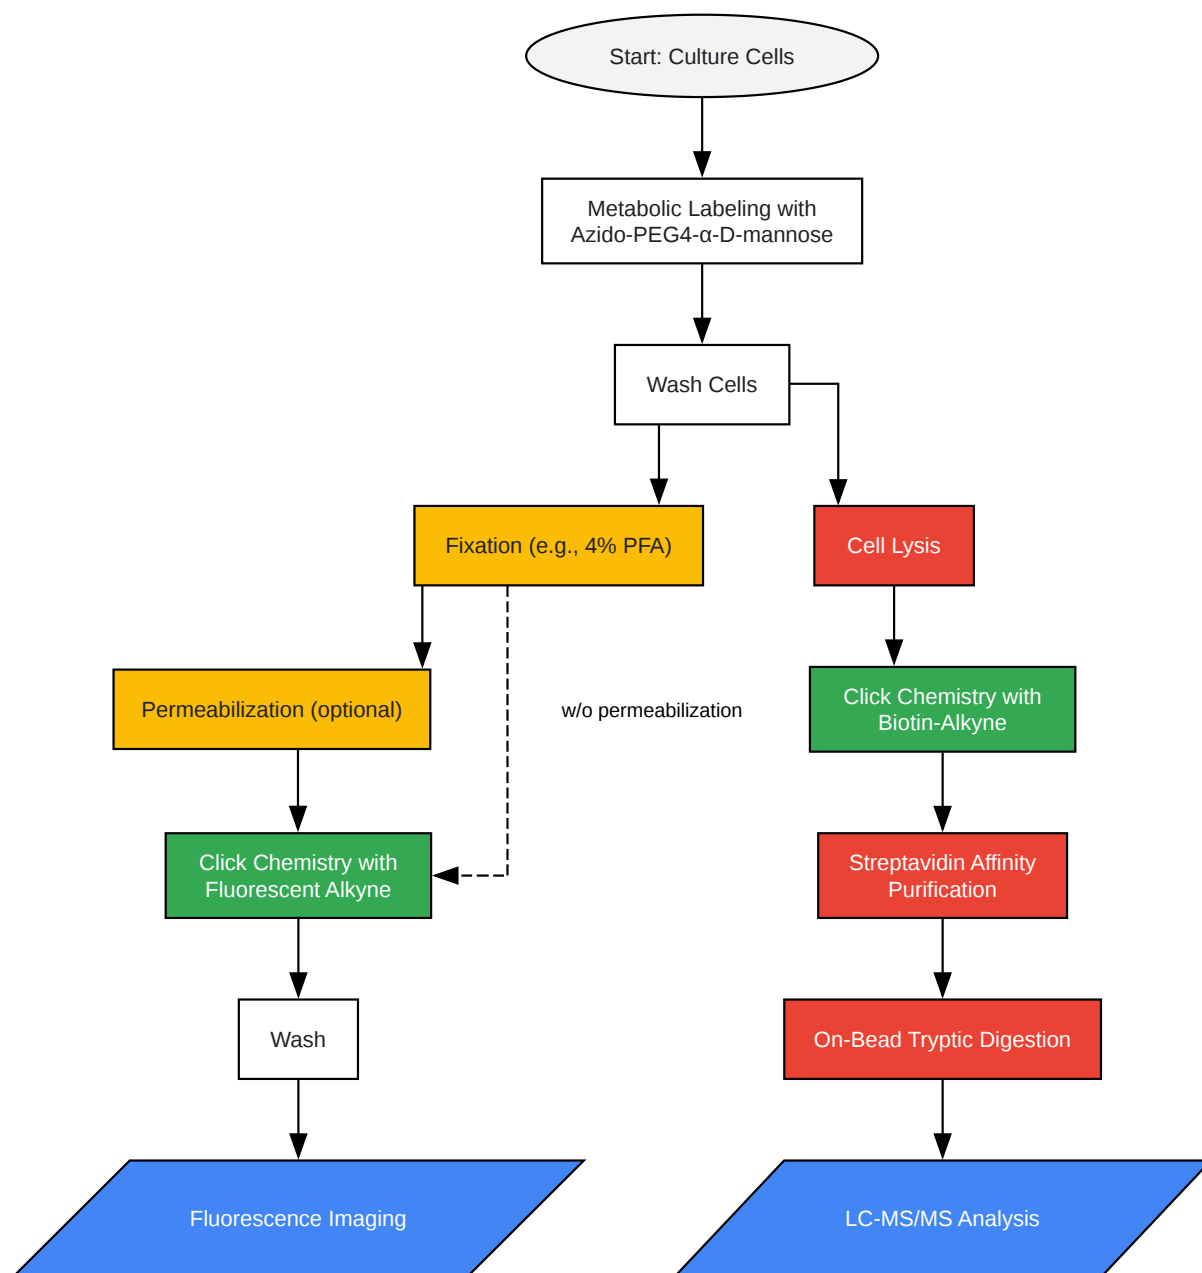 Start: Culture Cells
Metabolic Labeling with
Azido-PEG4-α-D-mannose
Wash Cells
Fixation (e.g., 4% PFA)
Cell Lysis
Permeabilization (optional)
w/o permeabilization
Click Chemistry with
Biotin-Alkyne
Click Chemistry with
Fluorescent Alkyne
Streptavidin Affinity
Purification
Wash
On-Bead Tryptic Digestion
Fluorescence Imaging
LC-MS/MS Analysis